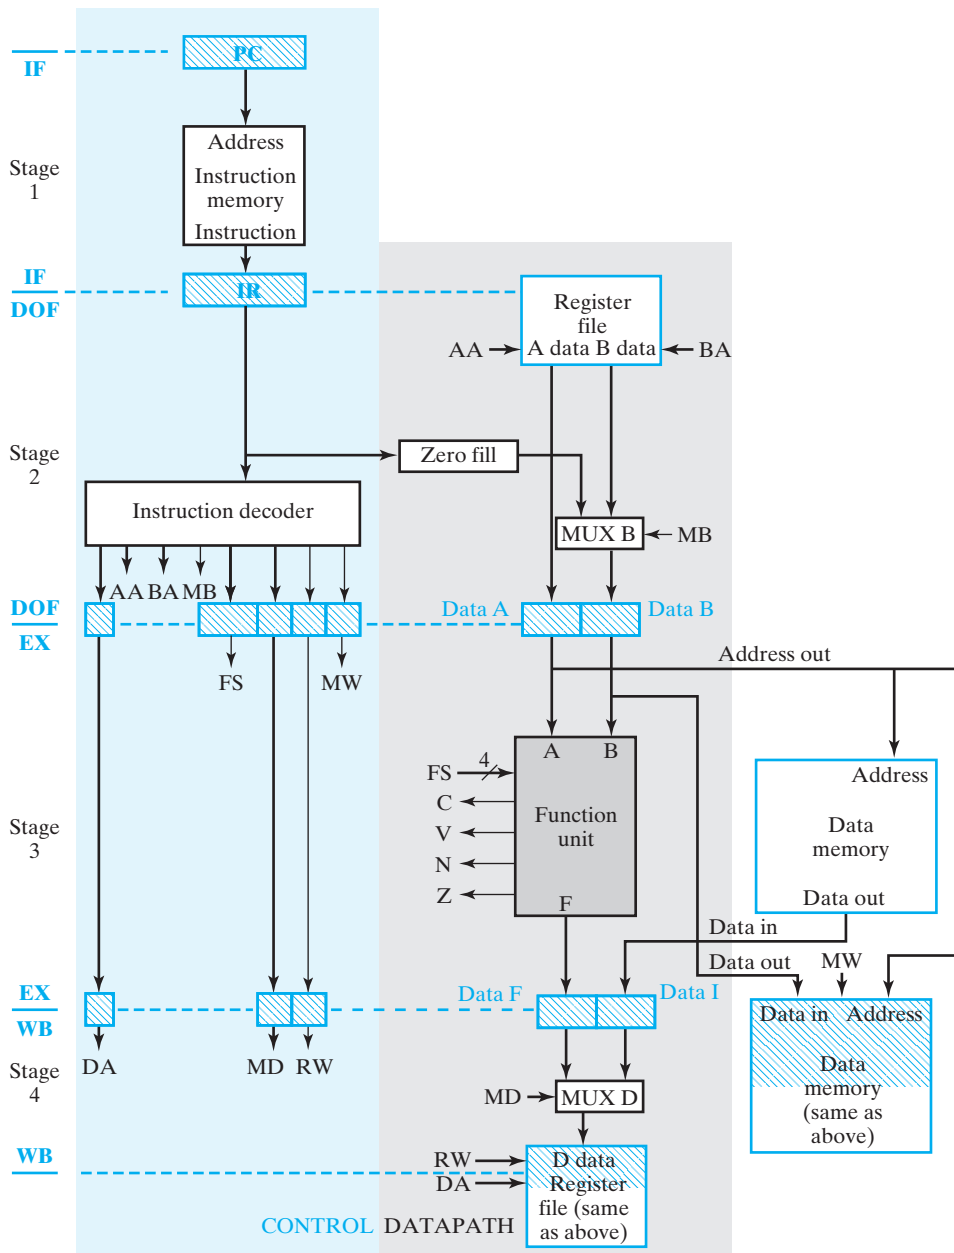 PC
IF
Address
Instruction
memory
Instruction
Stage
1
IF
DOF
IR
Register
file
A data B data
AA
BA
Stage
2
Zero fill
Instruction decoder
MUX B
MB
AA BA MB
DOF
EX
Data A
Data B
FS
MW
Address out
A
B
FS
4
C
V
N
Z
Function
unit
F
Stage
3
Address
Data
memory
Data out
Data in
Data out
MW
EX
WB
Data F
Data I
Data in Address
Data
memory
(same as
above)
DA
MD
RW
Stage
4
MD
MUX D
WB
RW
DA
D data
Register
file (same
as above)
CONTROL DATAPATH